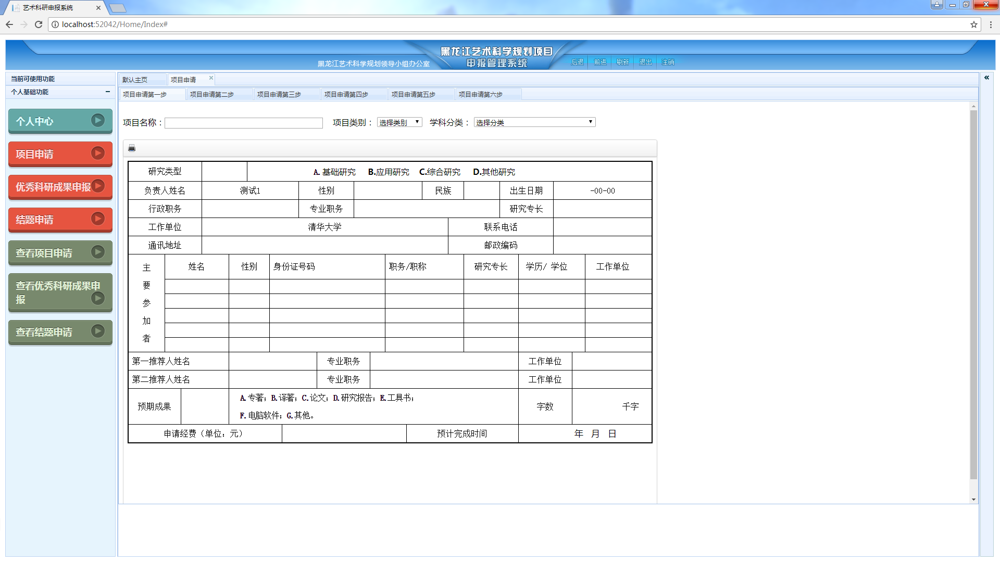 艺术科研申报系统
localhost:52042/Home/Index#
黑龙江艺术科学规划领导小组办公室
黑龙江艺术科学规划项目
申报管理系统
后退 前进 刷新 退出 注销
当前可使用功能
个人基础功能
个人中心
项目申请
优秀科研成果申报
结题申请
查看项目申请
查看优秀科研成果申
报
查看结题申请
默认主页 项目申请
项目申请第一步 项目申请第二步 项目申请第三步 项目申请第四步 项目申请第五步 项目申请第六步
项目名称： 项目类别： 选择类别 学科分类： 选择分类
研究类型 A.基础研究 B.应用研究 C.综合研究 D.其他研究
负责人姓名 测试1 性别 民族 出生日期 -00-00
行政职务 专业职务 研究专长
工作单位 清华大学 联系电话
通讯地址 邮政编码
主
要
参
加
者
姓名 性别 身份证号码 职务/职称 研究专长 学历/ 学位 工作单位
第一推荐人姓名 专业职务 工作单位
第二推荐人姓名 专业职务 工作单位
预期成果
A.专著；B.译著；C.论文；D.研究报告；E.工具书；
F.电脑软件；G.其他。
字数 千字
申请经费（单位：元） 预计完成时间 年 月 日